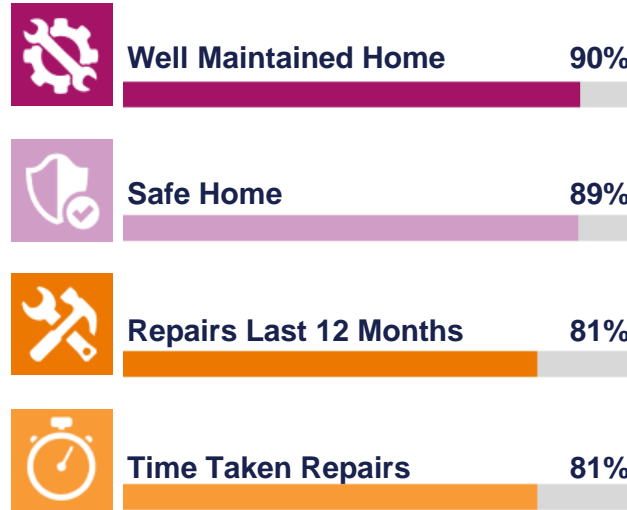 Well Maintained Home 90%
Safe Home 89%
Repairs Last 12 Months 81%
Time Taken Repairs 81%